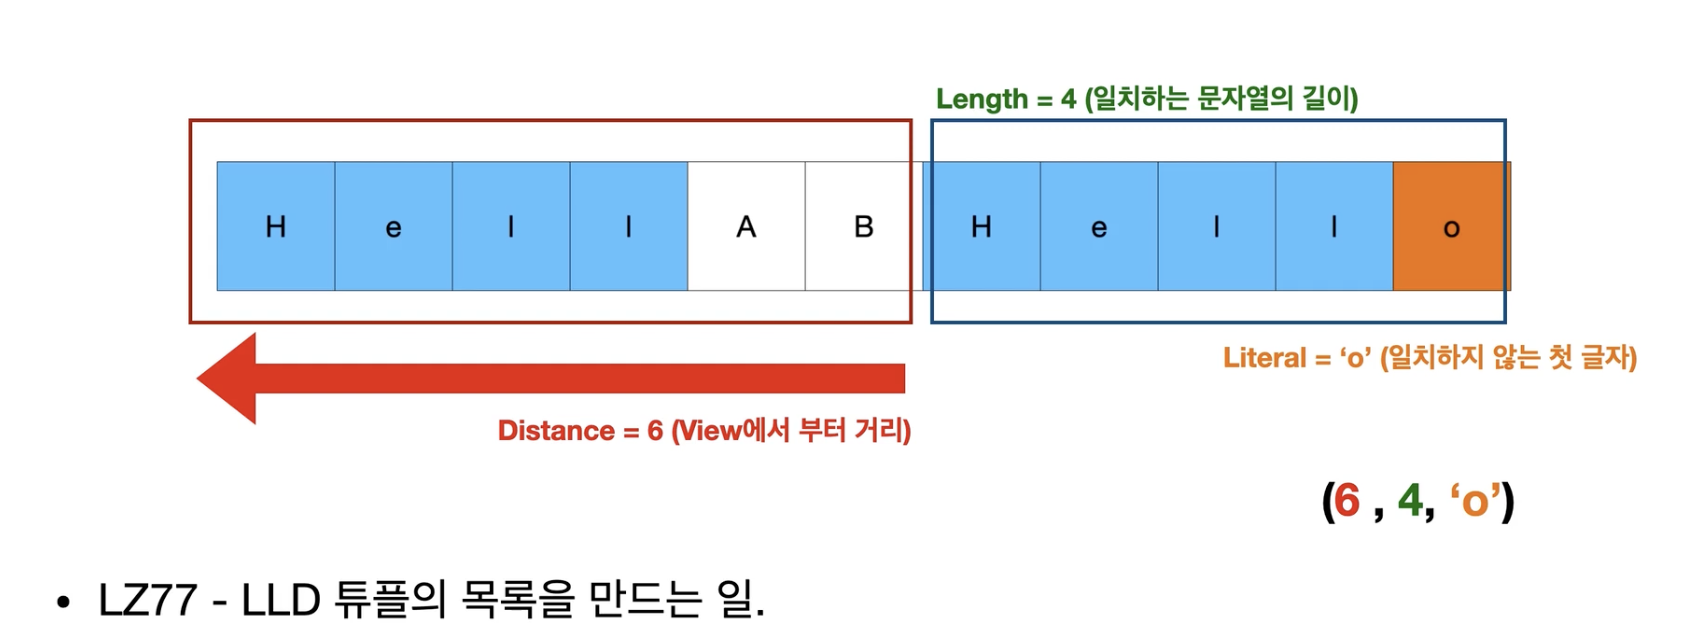 Length = 4 (일치하는 문자열의 길이)
H e l l A B H e l l o
Literal = ‘o’ (일치하지 않는 첫 글자)
Distance = 6 (View에서 부터 거리)
(6 , 4, ‘o’)
• LZ77 - LLD 튜플의 목록을 만드는 일.